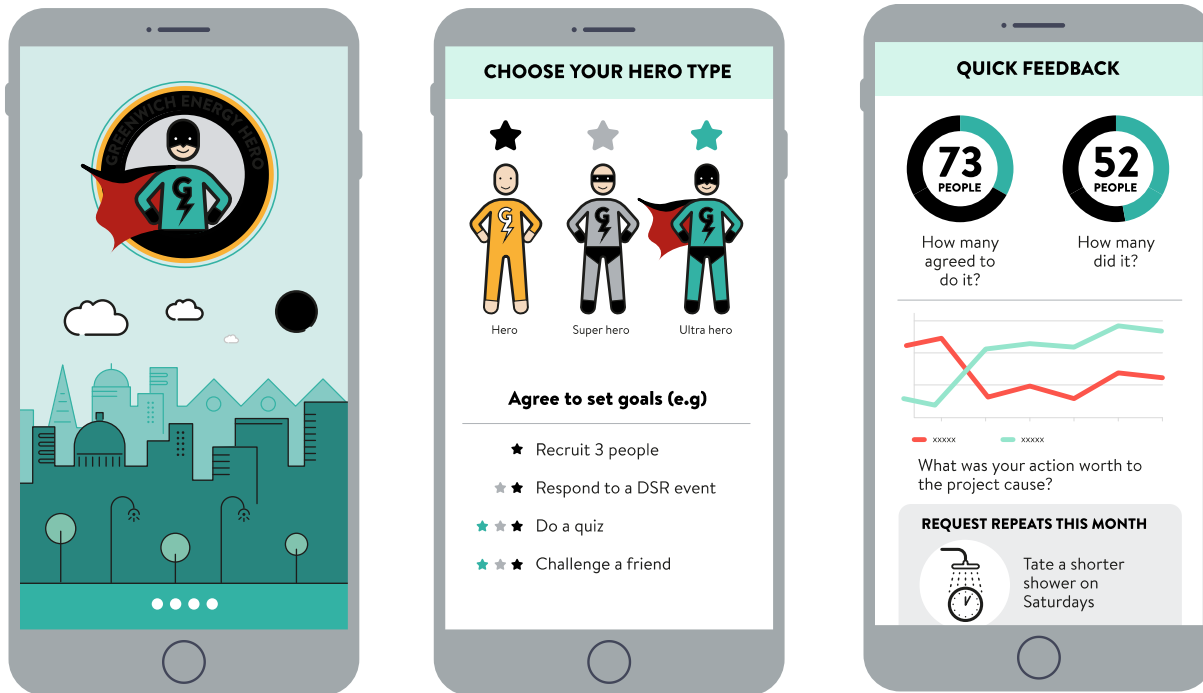 GREENWICH ENERGY HERO
G
CHOOSE YOUR HERO TYPE
G
G
G
Hero
Super hero
Ultra hero
Agree to set goals (e.g)
Recruit 3 people
Respond to a DSR event
Do a quiz
Challenge a friend
QUICK FEEDBACK
73
PEOPLE
52
PEOPLE
How many
agreed to
do it?
How many
did it?
xxxxx
xxxxx
What was your action worth to
the project cause?
REQUEST REPEATS THIS MONTH
Tate a shorter
shower on
Saturdays